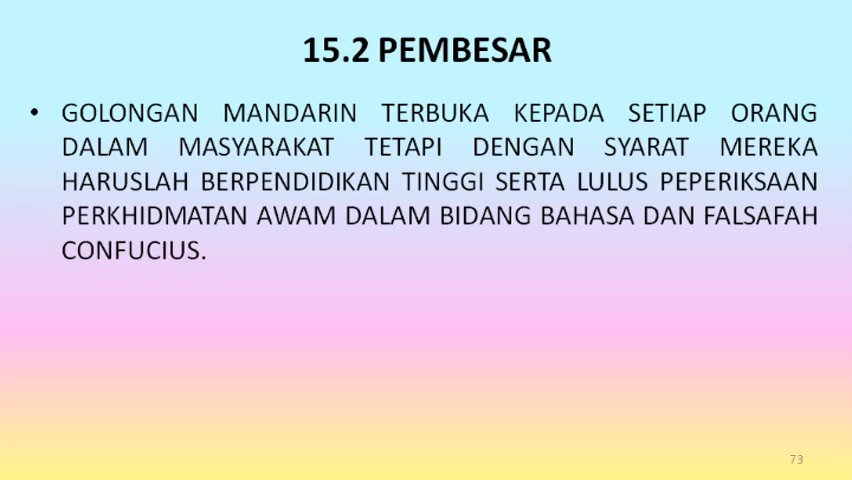 15.2 PEMBESAR
• GOLONGAN MANDARIN TERBUKA KEPADA SETIAP ORANG
DALAM MASYARAKAT TETAPI DENGAN SYARAT MEREKA
HARUSLAH BERPENDIDIKAN TINGGI SERTA LULUS PEPERIKSAAN
PERKHIDMATAN AWAM DALAM BIDANG BAHASA DAN FALSAFAH
CONFUCIUS.
73